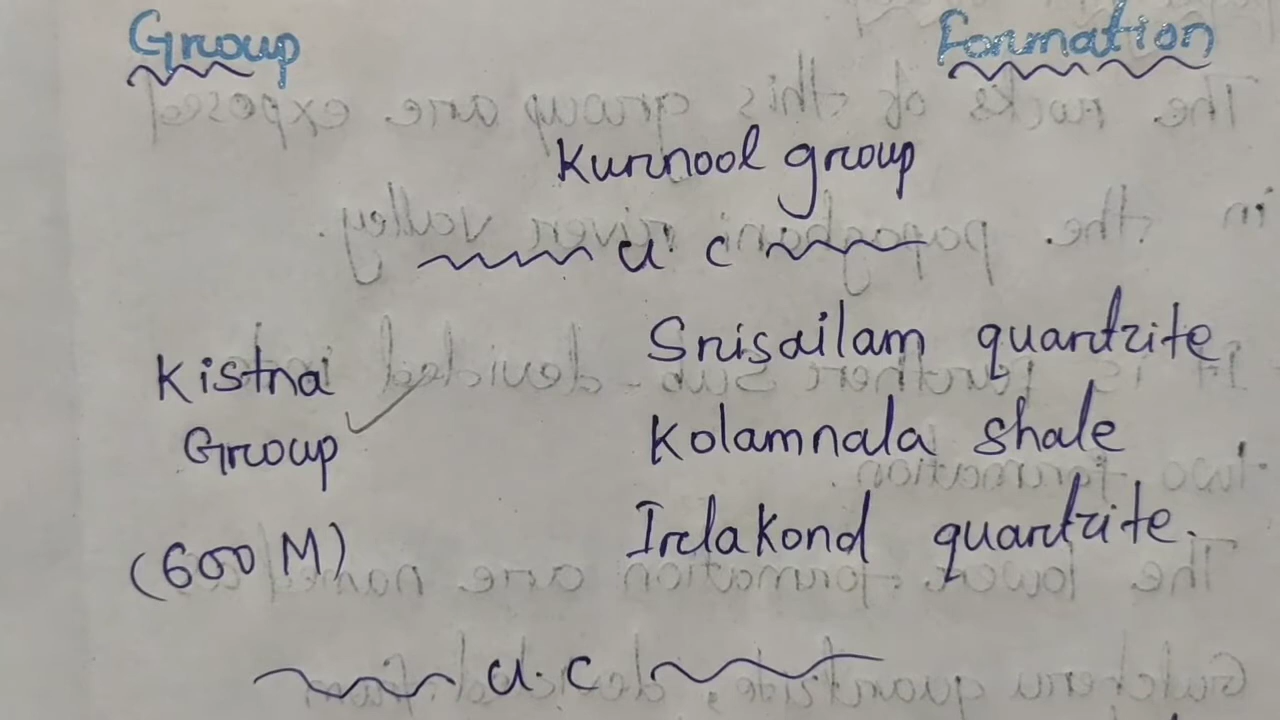 Group Formation
Kurnool group
u c
Srisailam quartzite
Kistna
Kolamnala shale
Group
Irlakond quartzite.
(600 M)
u.c